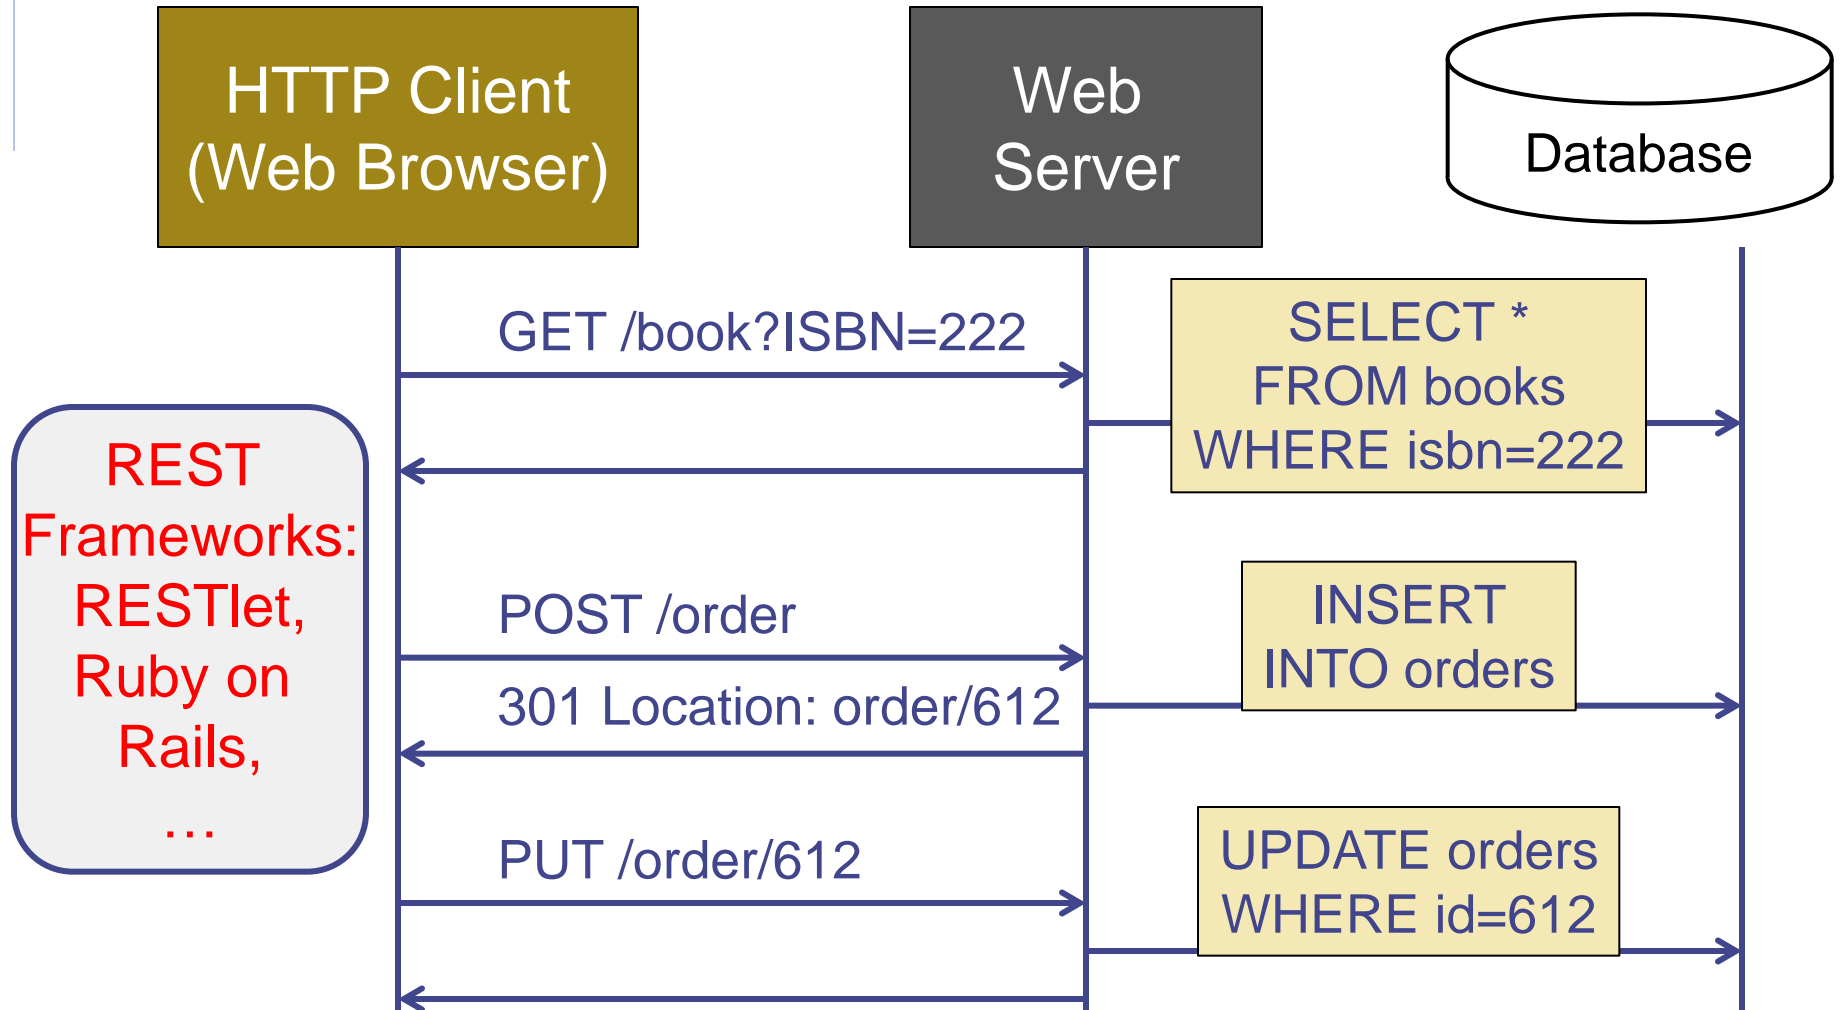 HTTP Client
(Web Browser)
Web
Server
Database
GET /book?ISBN=222
SELECT *
FROM books
WHERE isbn=222
REST
Frameworks:
RESTlet,
Ruby on
Rails,
…
POST /order
INSERT
INTO orders
301 Location: order/612
PUT /order/612
UPDATE orders
WHERE id=612